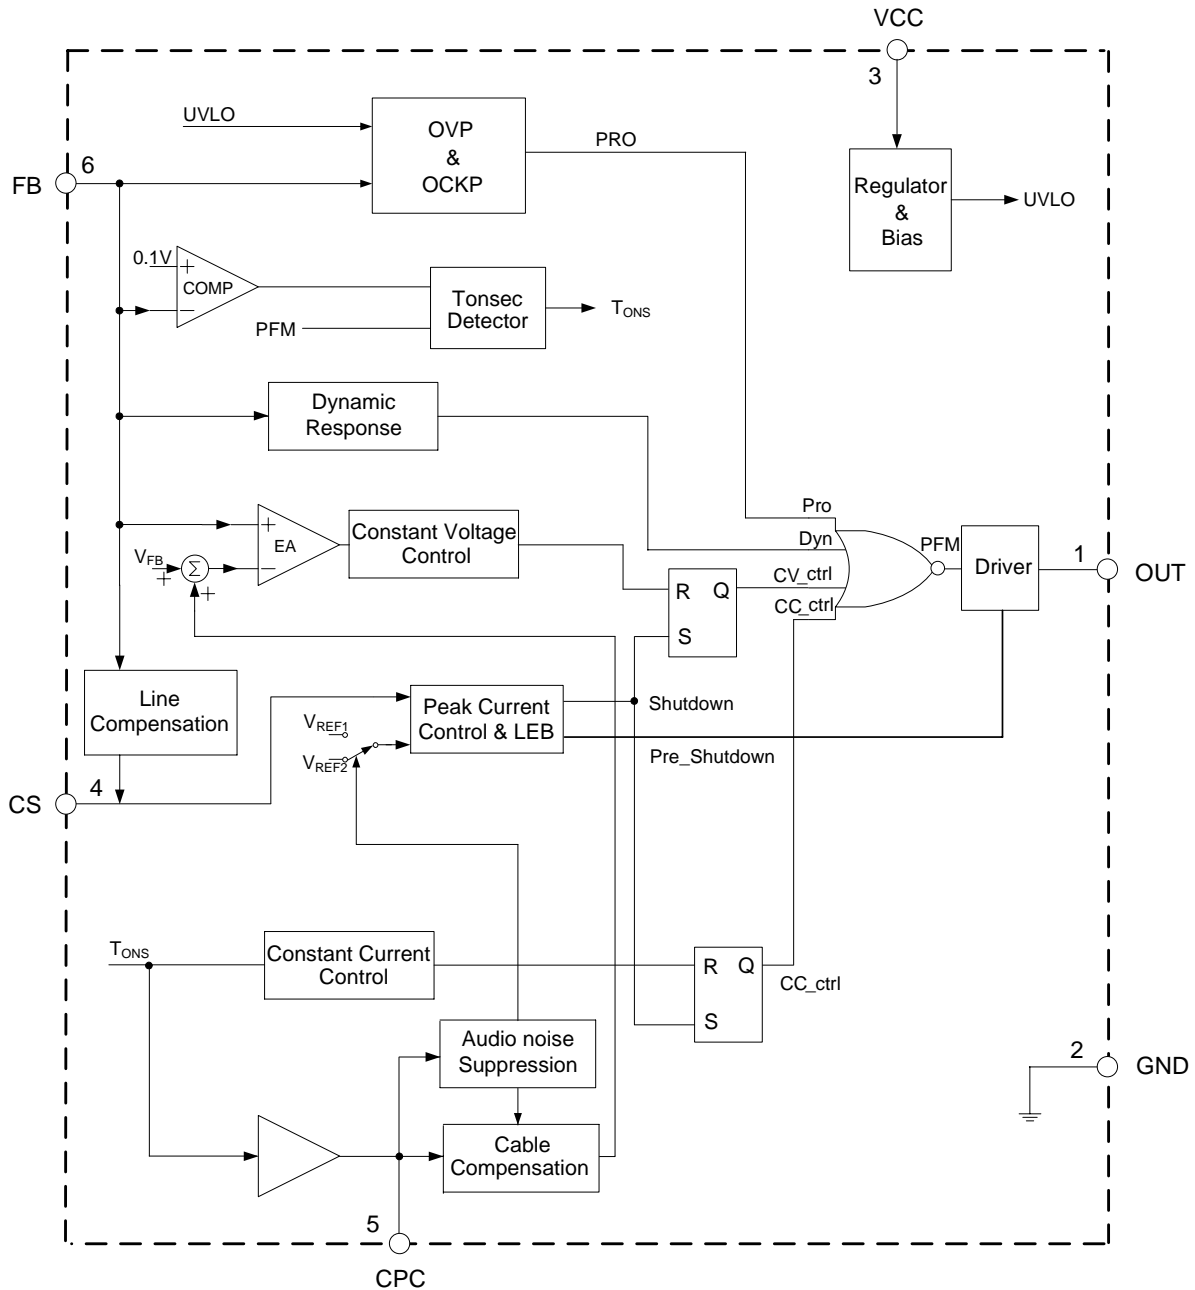 VCC
3
UVLO
OVP
&
OCKP
PRO
6
FB
Regulator
&
Bias
UVLO
0.1V
+
COMP
−
Tonsec
Detector
TONS
PFM
Dynamic
Response
Pro
+
EA
−
Constant Voltage
Control
Dyn
PFM
Driver
1
OUT
VFB
+
Σ
+
R Q
S
CV_ctrl
CC_ctrl
Line
Compensation
Peak Current
Control & LEB
Shutdown
VREF1
VREF2
Pre_Shutdown
4
CS
TONS
Constant Current
Control
R Q
S
CC_ctrl
Audio noise
Suppression
2
GND
Cable
Compensation
5
CPC